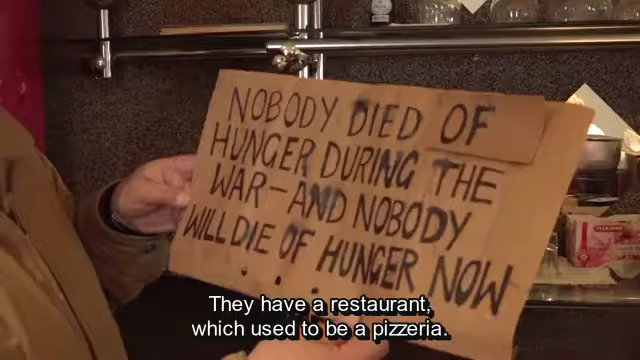 NOBODY DIED OF
HUNGER DURING THE
WAR—AND NOBODY
WILL DIE OF HUNGER NOW
They have a restaurant,
which used to be a pizzeria.